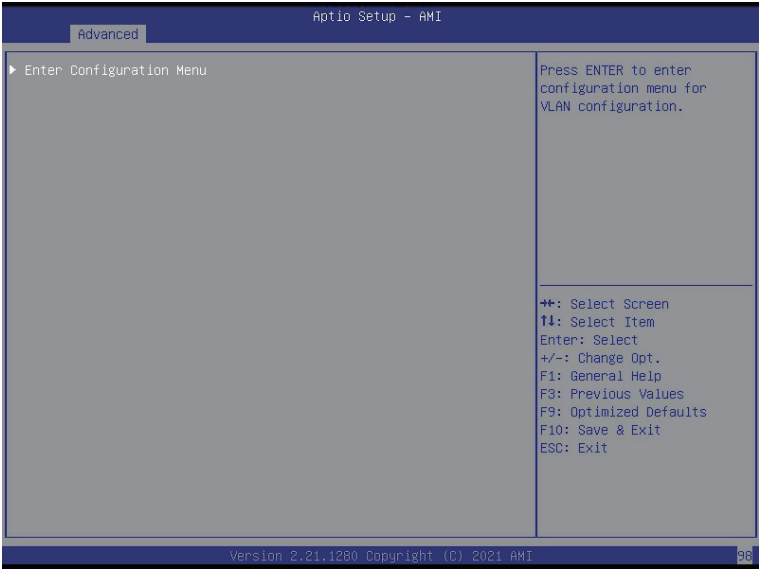 Aptio Setup – AMI
Advanced
▶ Enter Configuration Menu
Press ENTER to enter
configuration menu for
VLAN configuration.
→←: Select Screen
↑↓: Select Item
Enter: Select
+/-: Change Opt.
F1: General Help
F3: Previous Values
F9: Optimized Defaults
F10: Save & Exit
ESC: Exit
Version 2.21.1280 Copyright (C) 2021 AMI
98